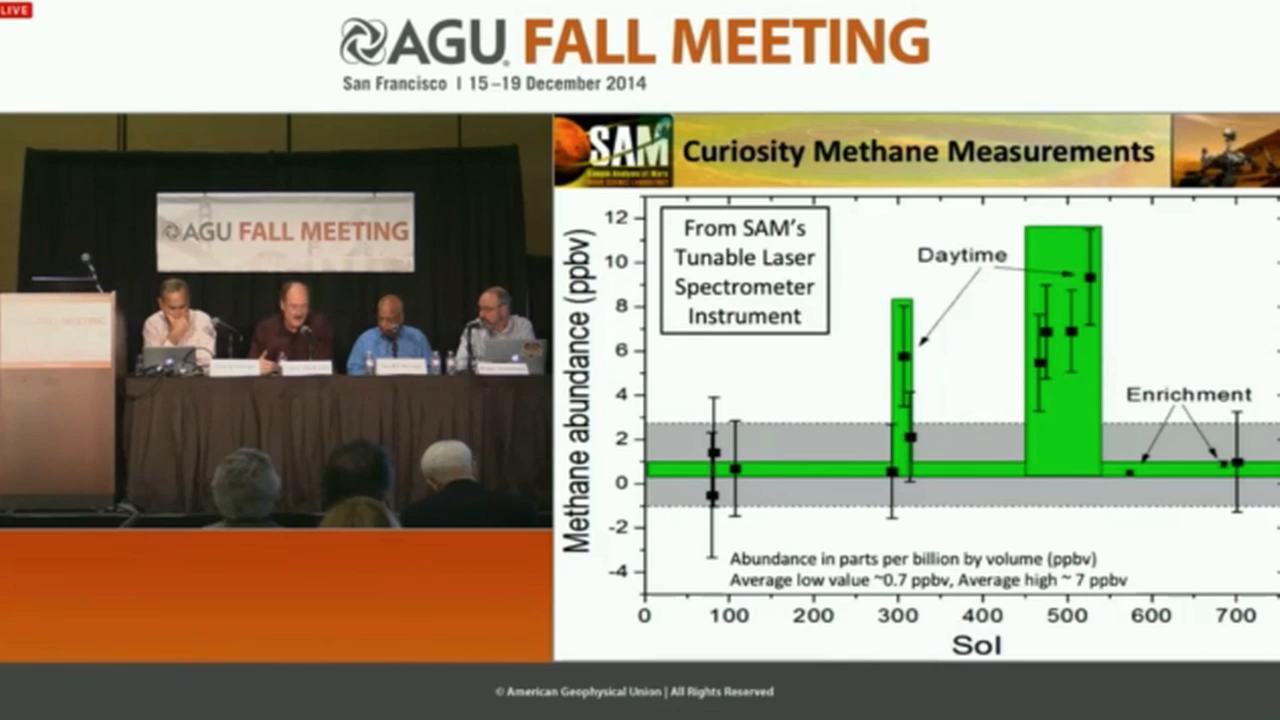 LIVE
AGU FALL MEETING
San Francisco | 15–19 December 2014
AGU FALL MEETING
FALL MEETING
SAM
Curiosity Methane Measurements
From SAM's
Tunable Laser
Spectrometer
Instrument
Daytime
Enrichment
Methane abundance (ppbv)
12
10
8
6
4
2
0
-2
-4
Abundance in parts per billion by volume (ppbv)
Average low value ~0.7 ppbv, Average high ~ 7 ppbv
0 100 200 300 400 500 600 700
Sol
© American Geophysical Union | All Rights Reserved